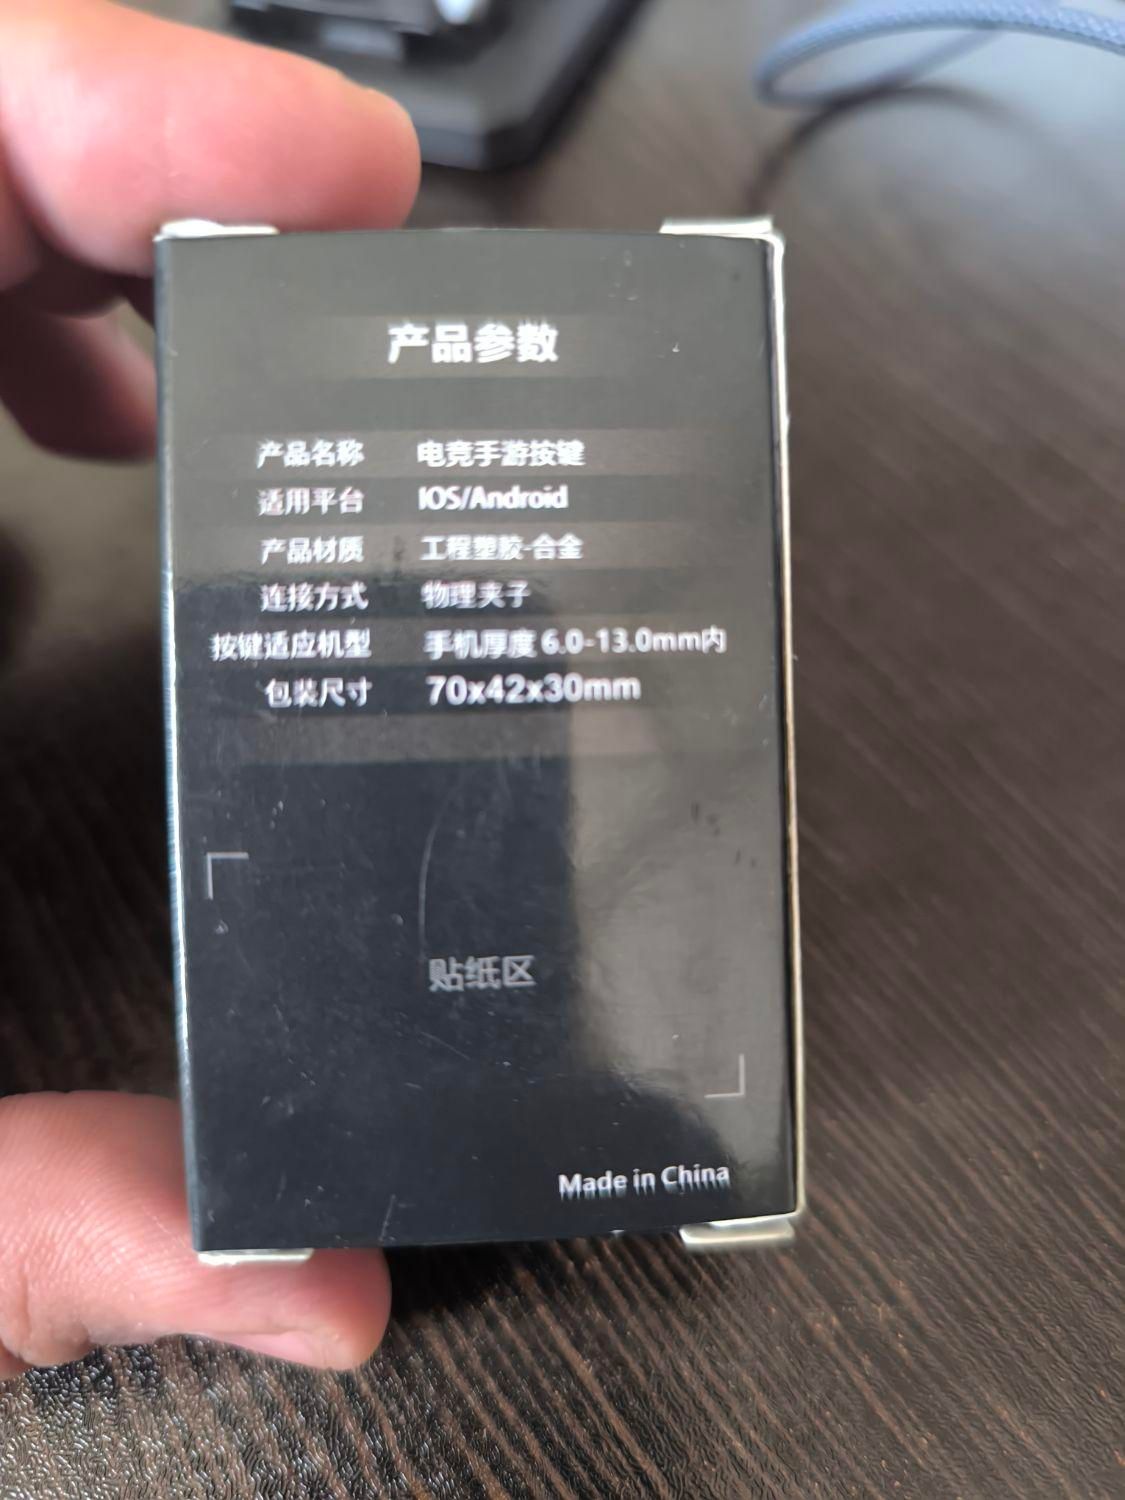 产品参数
产品名称 电竞手游按键
适用平台 IOS/Android
产品材质 工程塑胶-合金
连接方式 物理夹子
按键适应机型 手机厚度6.0-13.0mm内
包装尺寸 70x42x30mm
贴纸区
Made in China